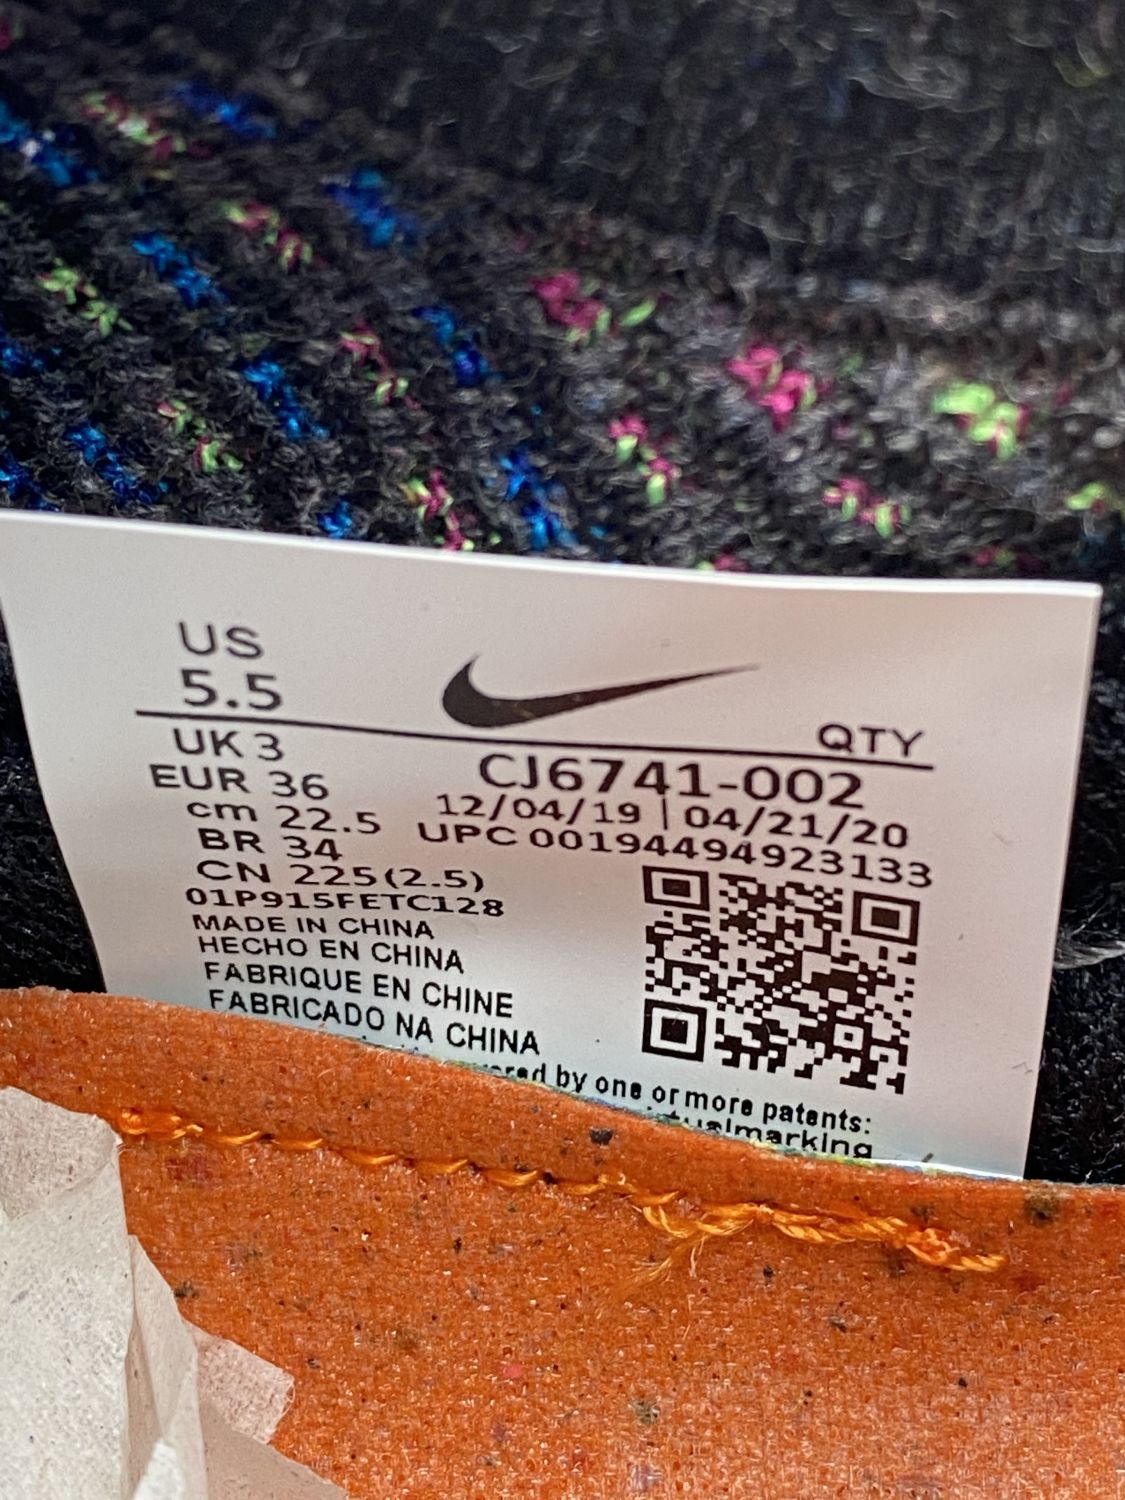 US
5.5
QTY
UK 3
EUR 36
cm 22.5
BR 34
CN 225(2.5)
CJ6741-002
12/04/19 | 04/21/20
UPC 00194494923133
01P915FETC128
MADE IN CHINA
HECHO EN CHINA
FABRIQUE EN CHINE
FABRICADO NA CHINA
by one or more patents: